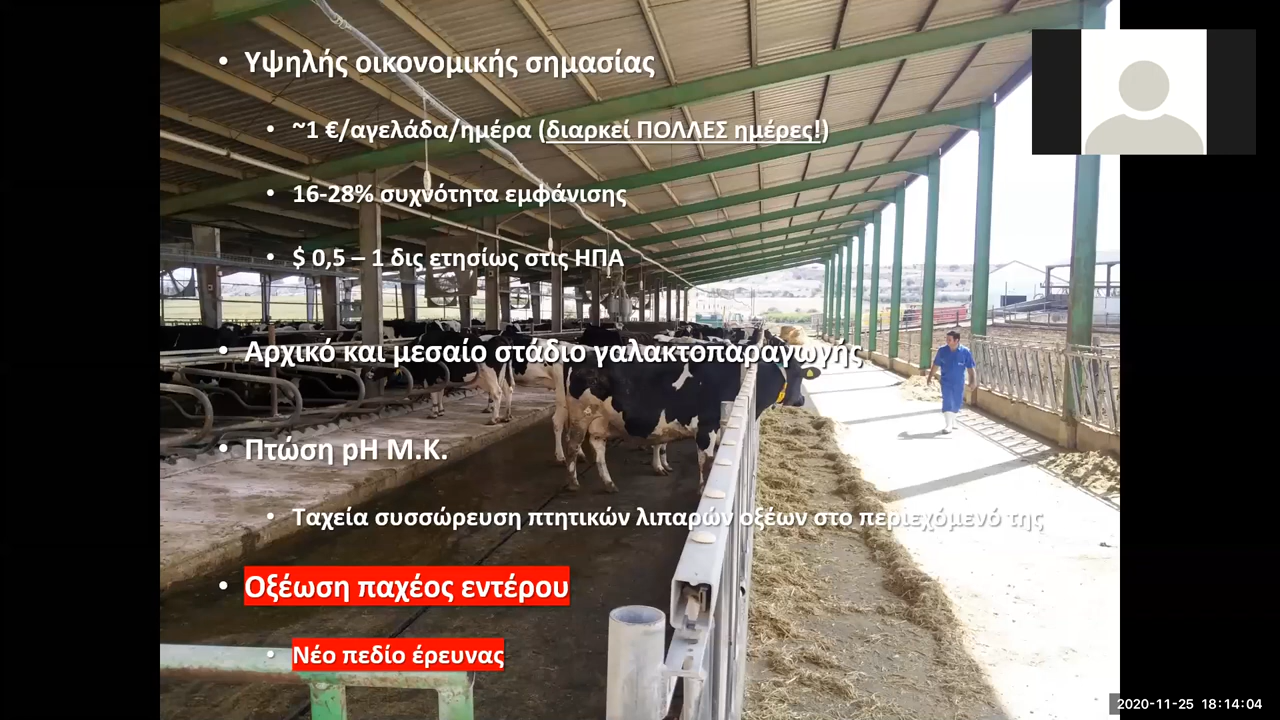 • Υψηλής οικονομικής σημασίας
• ~1 €/αγελάδα/ημέρα (διαρκεί ΠΟΛΛΕΣ ημέρες!)
• 16-28% συχνότητα εμφάνισης
• $ 0,5 – 1 δις ετησίως στις ΗΠΑ
• Αρχικό και μεσαίο στάδιο γαλακτοπαραγωγής
• Πτώση pH Μ.Κ.
• Ταχεία συσσώρευση πτητικών λιπαρών οξέων στο περιεχόμενό της
• Οξέωση παχέος εντέρου
• Νέο πεδίο έρευνας
2020-11-25 18:14:04